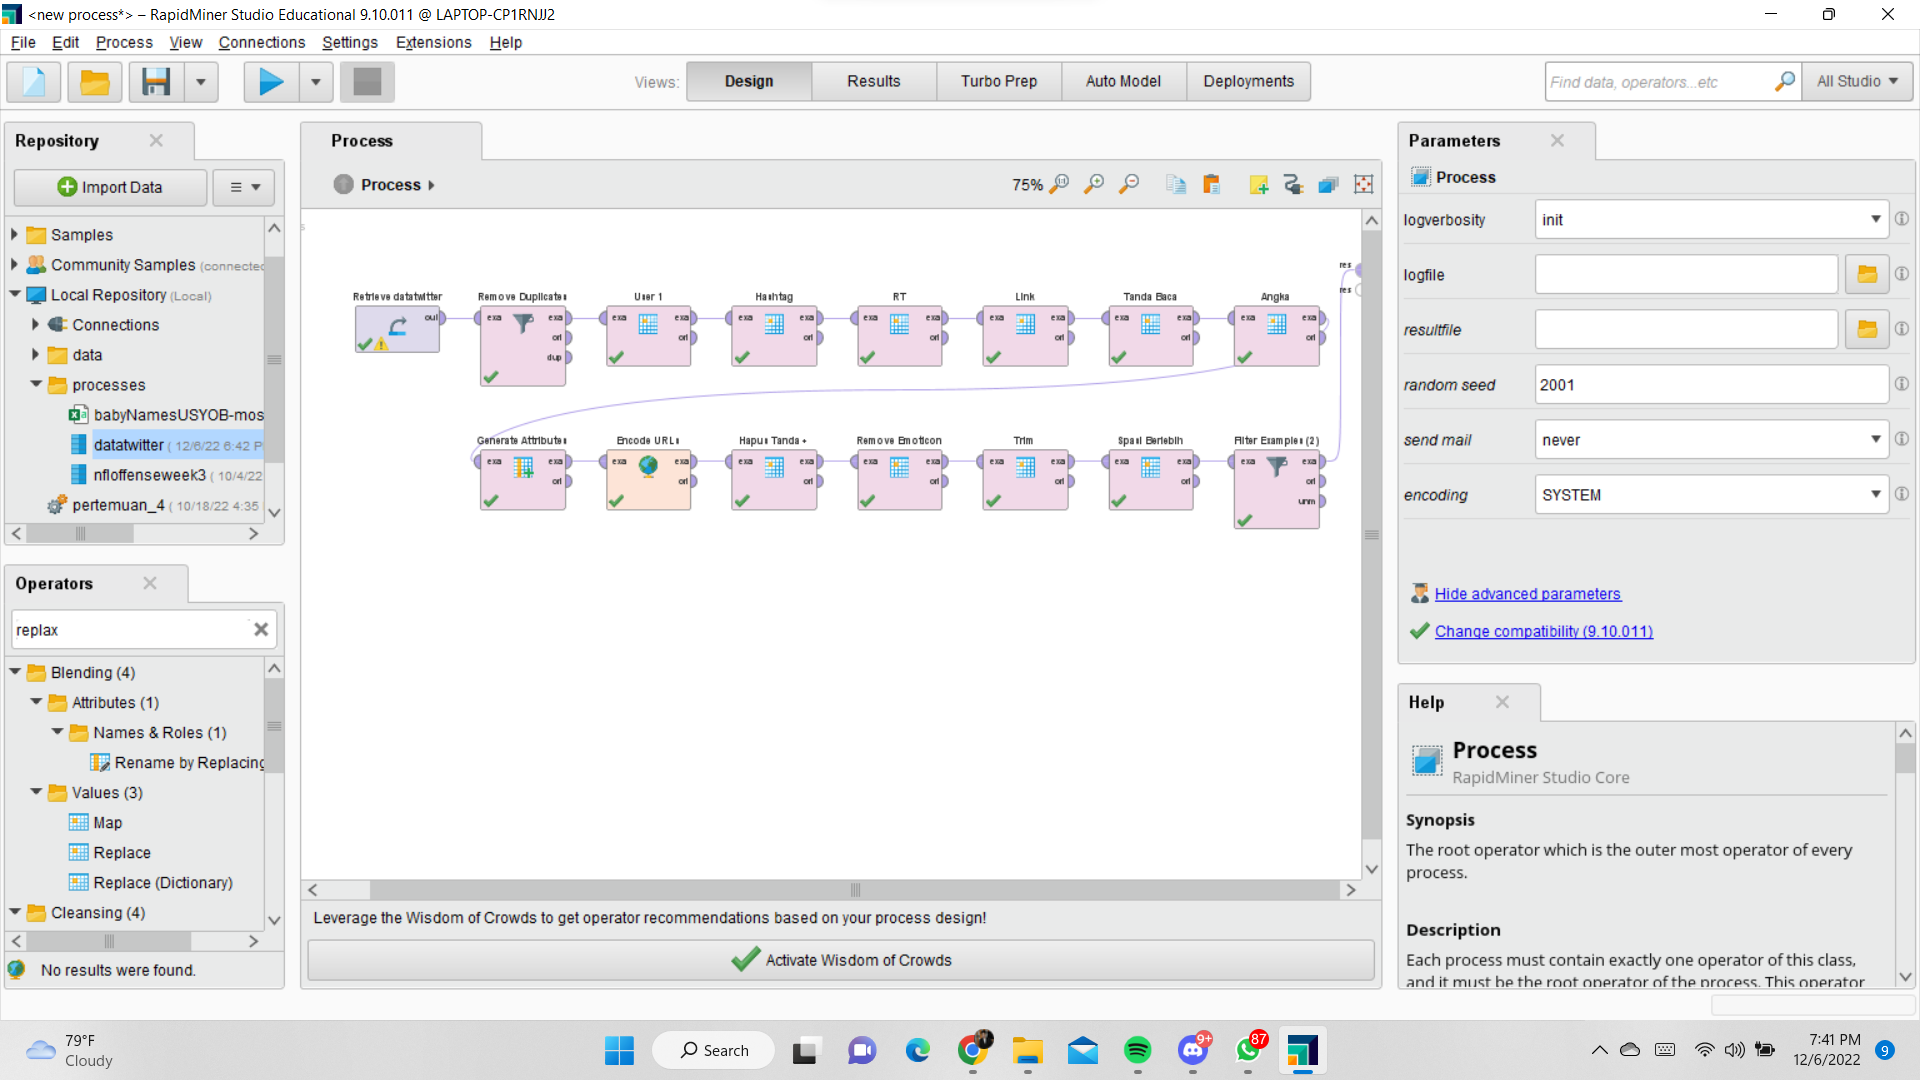 <new process*> – RapidMiner Studio Educational 9.10.011 @ LAPTOP-CP1RNJJ2
File Edit Process View Connections Settings Extensions Help
Views: Design Results Turbo Prep Auto Model Deployments
Find data, operators...etc
All Studio
Repository
Import Data
Samples
Community Samples (connected
Local Repository (Local)
Connections
data
processes
babyNamesUSYOB-mos
datatwitter ( 12/6/22 6:42 P
nfloffenseweek3 ( 10/4/22
pertemuan_4 ( 10/18/22 4:35
Operators
replax
Blending (4)
Attributes (1)
Names & Roles (1)
Rename by Replacing
Values (3)
Map
Replace
Replace (Dictionary)
Cleansing (4)
No results were found.
Process
Process
75%
res
res
Retrieve datatwitter
out
Remove Duplicates
exa exa
ori
dup
User 1
exa exa
ori
Hashtag
exa exa
ori
RT
exa exa
ori
Link
exa exa
ori
Tanda Baca
exa exa
ori
Angka
exa exa
ori
Generate Attributes
exa exa
ori
Encode URLs
exa exa
ori
Hapus Tanda +
exa exa
ori
Remove Emoticon
exa exa
ori
Trim
exa exa
ori
Spasi Berlebih
exa exa
ori
Filter Examples (2)
exa exa
ori
unm
Leverage the Wisdom of Crowds to get operator recommendations based on your process design!
Activate Wisdom of Crowds
Parameters
Process
logverbosity init
logfile
resultfile
random seed 2001
send mail never
encoding SYSTEM
Hide advanced parameters
Change compatibility (9.10.011)
Help
Process
RapidMiner Studio Core
Synopsis
The root operator which is the outer most operator of every
process.
Description
Each process must contain exactly one operator of this class,
and it must be the root operator of the process. This operator
79°F
Cloudy
Search
9+
87
7:41 PM
12/6/2022
9